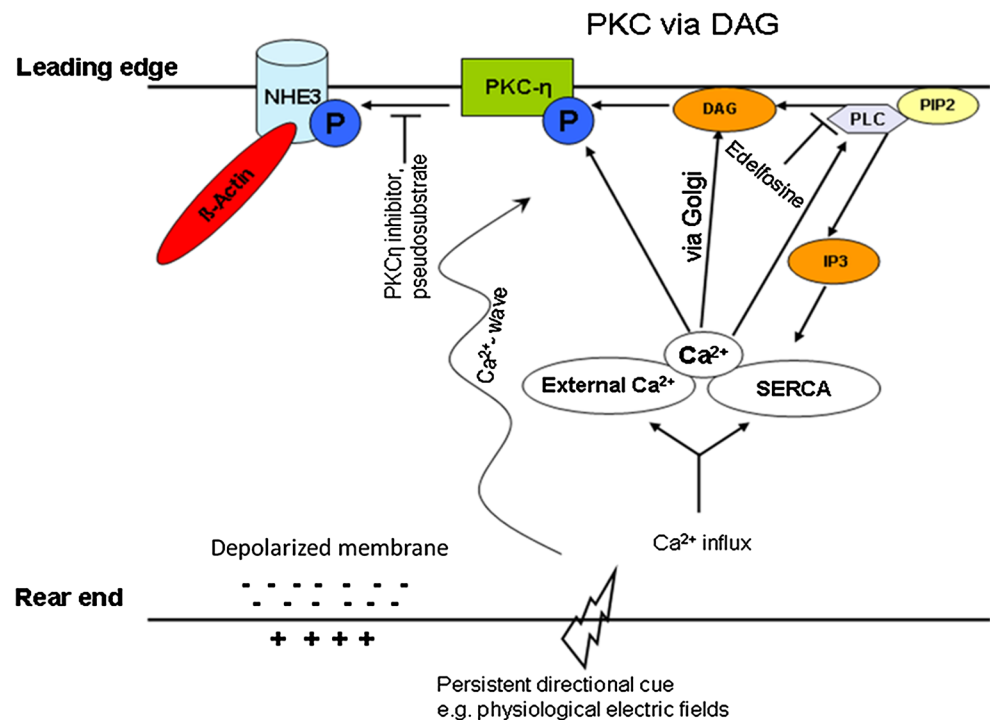 PKC via DAG
Leading edge
NHE3
P
PKC-η
P
DAG
PLC
PIP2
ß-Actin
PKCη inhibitor,
pseudosubstrate
via Golgi
Edelfosine
IP3
Ca²⁺- wave
Ca²⁺
External Ca²⁺
SERCA
Ca²⁺ influx
Depolarized membrane
- - - - - - -
Rear end
- - - - - -
+ + + +
Persistent directional cue
e.g. physiological electric fields